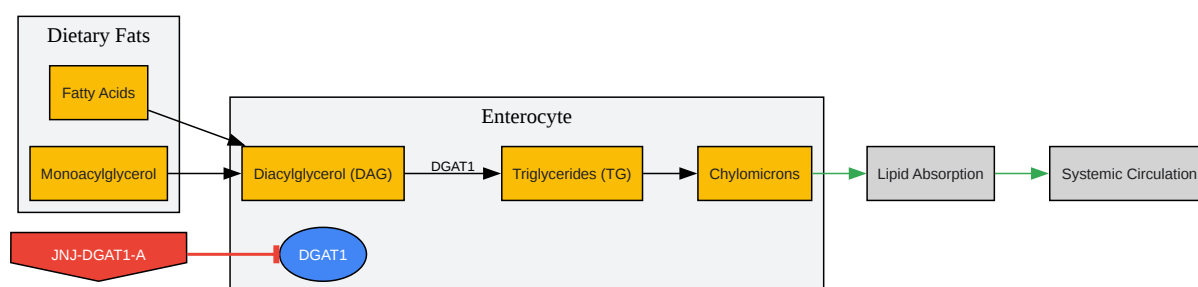 Dietary Fats
Fatty Acids
Monoacylglycerol
Enterocyte
Diacylglycerol (DAG)
DGAT1
Triglycerides (TG)
Chylomicrons
Lipid Absorption
Systemic Circulation
JNJ-DGAT1-A
DGAT1